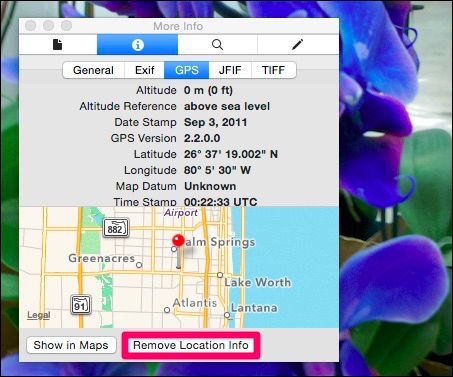 More Info
General Exif GPS JFIF TIFF
Altitude 0 m (0 ft)
Altitude Reference above sea level
Date Stamp Sep 3, 2011
GPS Version 2.2.0.0
Latitude 26° 37' 19.002" N
Longitude 80° 5' 30" W
Map Datum Unknown
Time Stamp 00:22:33 UTC
Airport
882
alm Springs
Greenacres
Lake Worth
91
Atlantis
Lantana
Legal
Show in Maps Remove Location Info